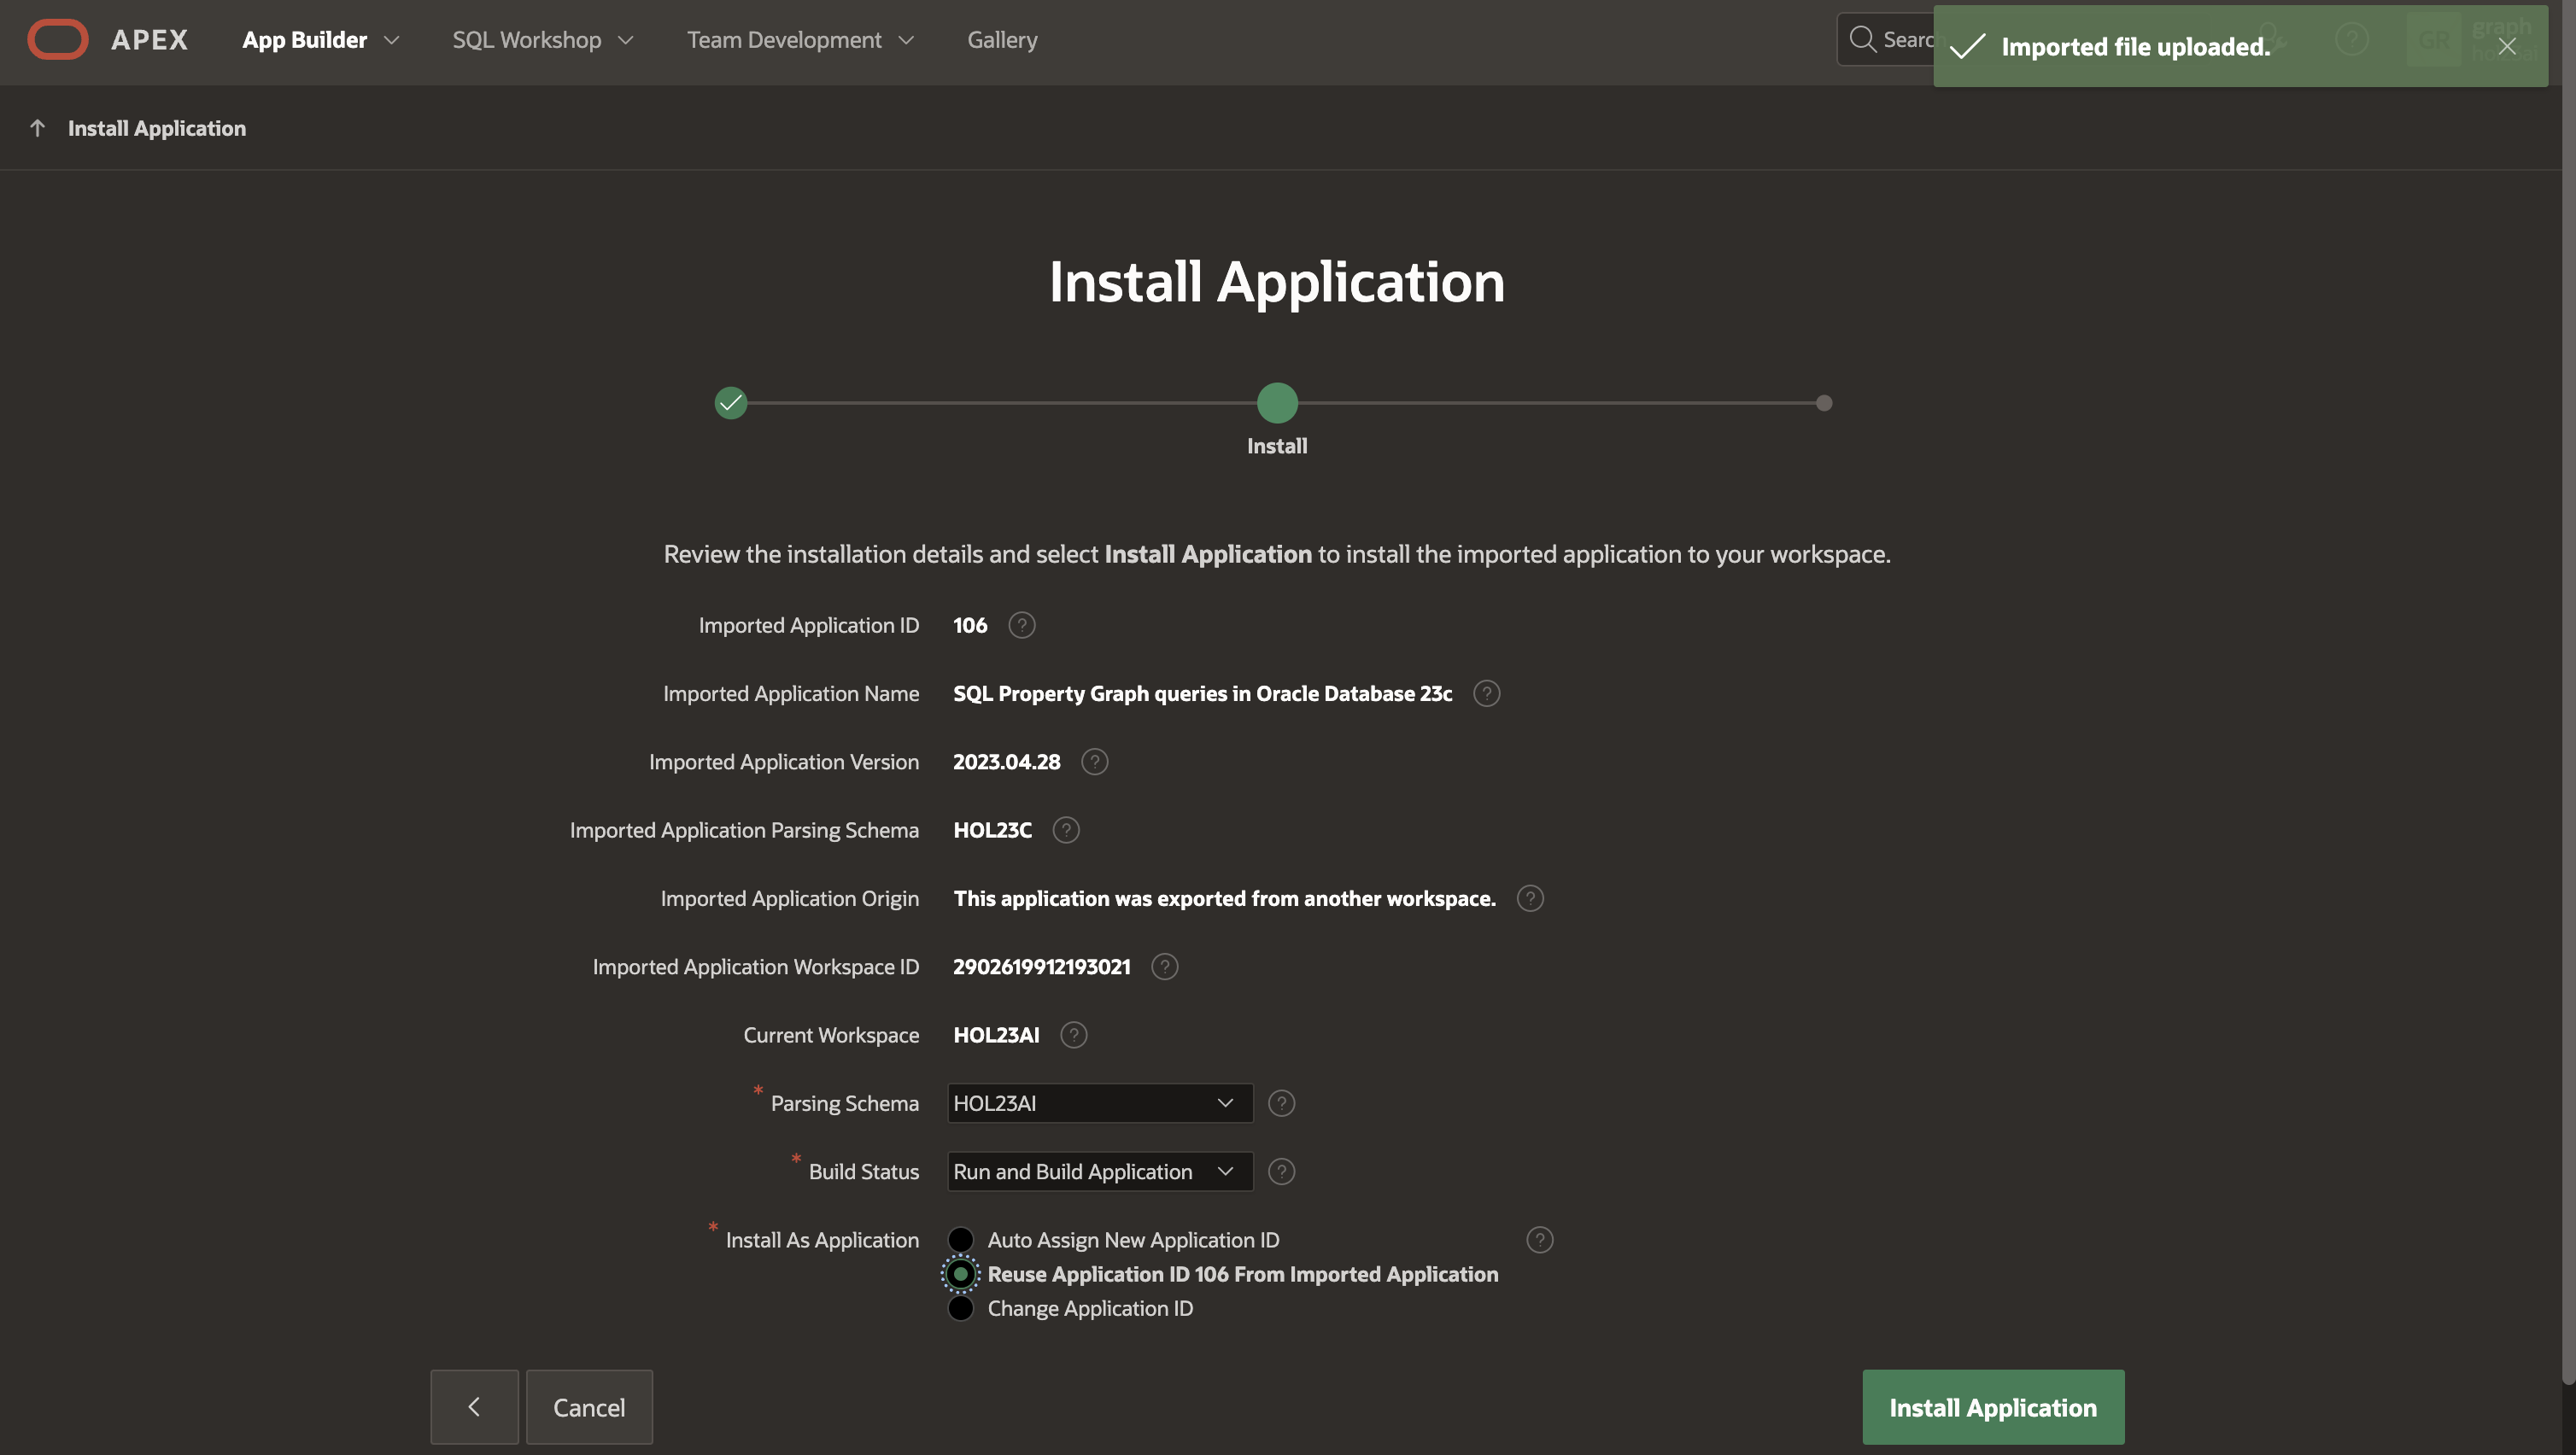 APEX App Builder SQL Workshop Team Development Gallery Search Imported file uploaded. GR graph
Install Application
Install Application
Install
Review the installation details and select Install Application to install the imported application to your workspace.
Imported Application ID 106 ?
Imported Application Name SQL Property Graph queries in Oracle Database 23c ?
Imported Application Version 2023.04.28 ?
Imported Application Parsing Schema HOL23C ?
Imported Application Origin This application was exported from another workspace. ?
Imported Application Workspace ID 2902619912193021 ?
Current Workspace HOL23AI ?
* Parsing Schema HOL23AI ?
* Build Status Run and Build Application ?
* Install As Application Auto Assign New Application ID ?
Reuse Application ID 106 From Imported Application
Change Application ID
Cancel Install Application